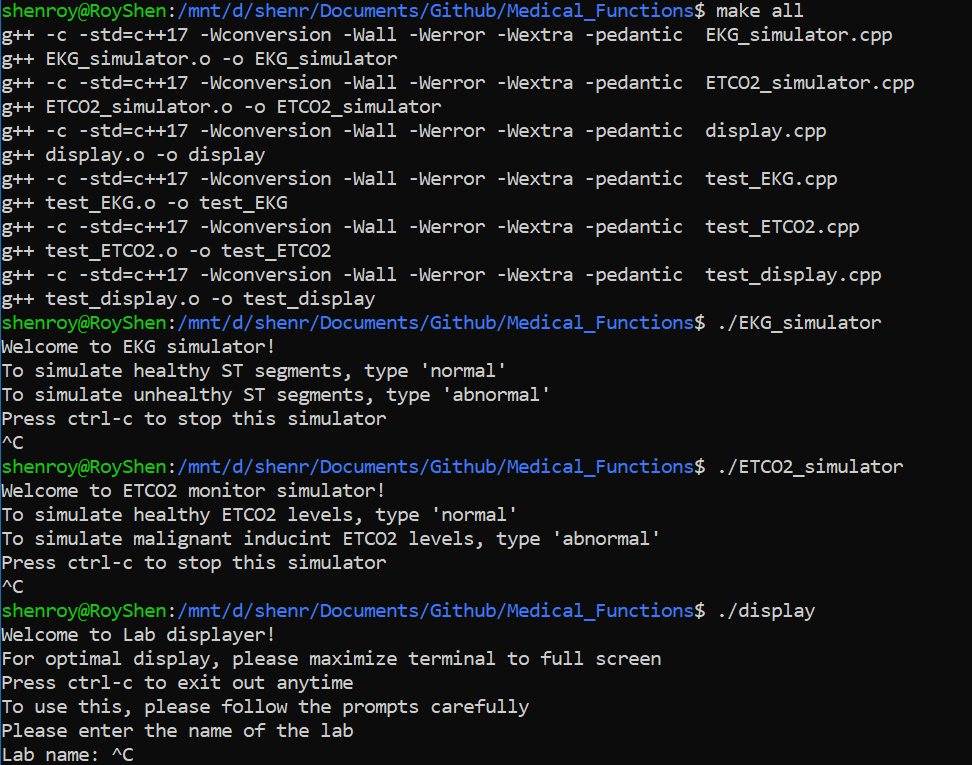 shenroy@RoyShen:/mnt/d/shenr/Documents/Github/Medical_Functions$ make all
g++ -c -std=c++17 -Wconversion -Wall -Werror -Wextra -pedantic  EKG_simulator.cpp
g++ EKG_simulator.o -o EKG_simulator
g++ -c -std=c++17 -Wconversion -Wall -Werror -Wextra -pedantic  ETCO2_simulator.cpp
g++ ETCO2_simulator.o -o ETCO2_simulator
g++ -c -std=c++17 -Wconversion -Wall -Werror -Wextra -pedantic  display.cpp
g++ display.o -o display
g++ -c -std=c++17 -Wconversion -Wall -Werror -Wextra -pedantic  test_EKG.cpp
g++ test_EKG.o -o test_EKG
g++ -c -std=c++17 -Wconversion -Wall -Werror -Wextra -pedantic  test_ETCO2.cpp
g++ test_ETCO2.o -o test_ETCO2
g++ -c -std=c++17 -Wconversion -Wall -Werror -Wextra -pedantic  test_display.cpp
g++ test_display.o -o test_display
shenroy@RoyShen:/mnt/d/shenr/Documents/Github/Medical_Functions$ ./EKG_simulator
Welcome to EKG simulator!
To simulate healthy ST segments, type 'normal'
To simulate unhealthy ST segments, type 'abnormal'
Press ctrl-c to stop this simulator
^C
shenroy@RoyShen:/mnt/d/shenr/Documents/Github/Medical_Functions$ ./ETCO2_simulator
Welcome to ETCO2 monitor simulator!
To simulate healthy ETCO2 levels, type 'normal'
To simulate malignant inducint ETCO2 levels, type 'abnormal'
Press ctrl-c to stop this simulator
^C
shenroy@RoyShen:/mnt/d/shenr/Documents/Github/Medical_Functions$ ./display
Welcome to Lab displayer!
For optimal display, please maximize terminal to full screen
Press ctrl-c to exit out anytime
To use this, please follow the prompts carefully
Please enter the name of the lab
Lab name: ^C